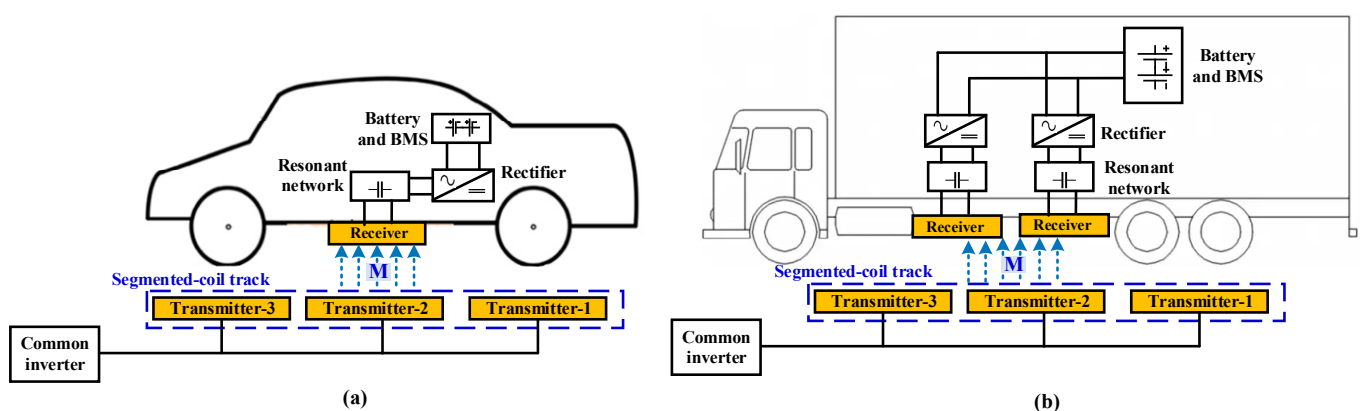 Battery
and BMS
Resonant
network
Rectifier
Receiver
M
Segmented-coil track
Transmitter-3
Transmitter-2
Transmitter-1
Common
inverter
(a)
Battery
and BMS
Rectifier
Resonant
network
Receiver
Receiver
M
Segmented-coil track
Transmitter-3
Transmitter-2
Transmitter-1
Common
inverter
(b)